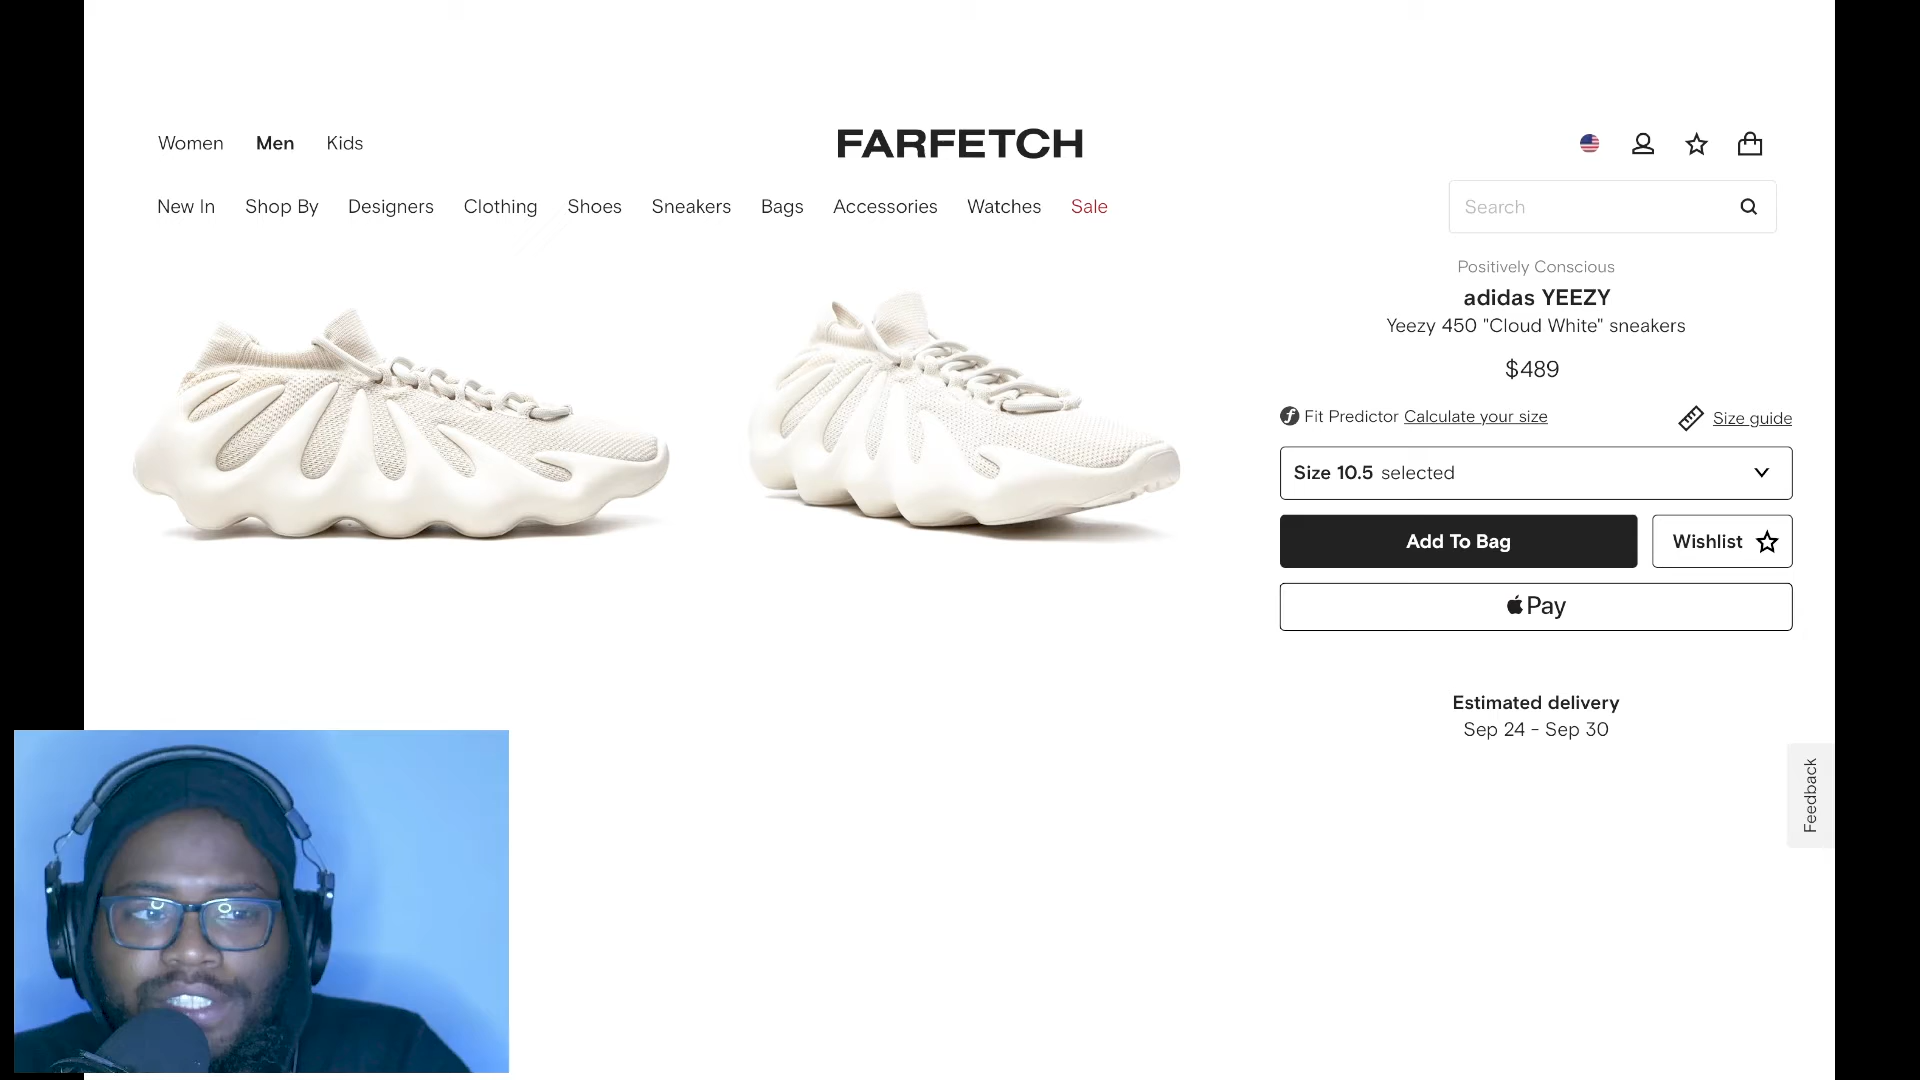 Women Men Kids
FARFETCH
New In Shop By Designers Clothing Shoes Sneakers Bags Accessories Watches Sale
Search
Positively Conscious
adidas YEEZY
Yeezy 450 "Cloud White" sneakers
$489
Fit Predictor Calculate your size
Size guide
Size 10.5 selected
Add To Bag
Wishlist
Pay
Estimated delivery
Sep 24 - Sep 30
Feedback